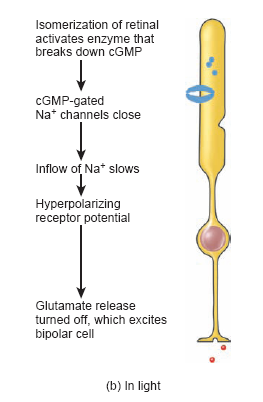 Isomerization of retinal
activates enzyme that
breaks down cGMP
cGMP-gated
Na⁺ channels close
Inflow of Na⁺ slows
Hyperpolarizing
receptor potential
Glutamate release
turned off, which excites
bipolar cell
(b) In light